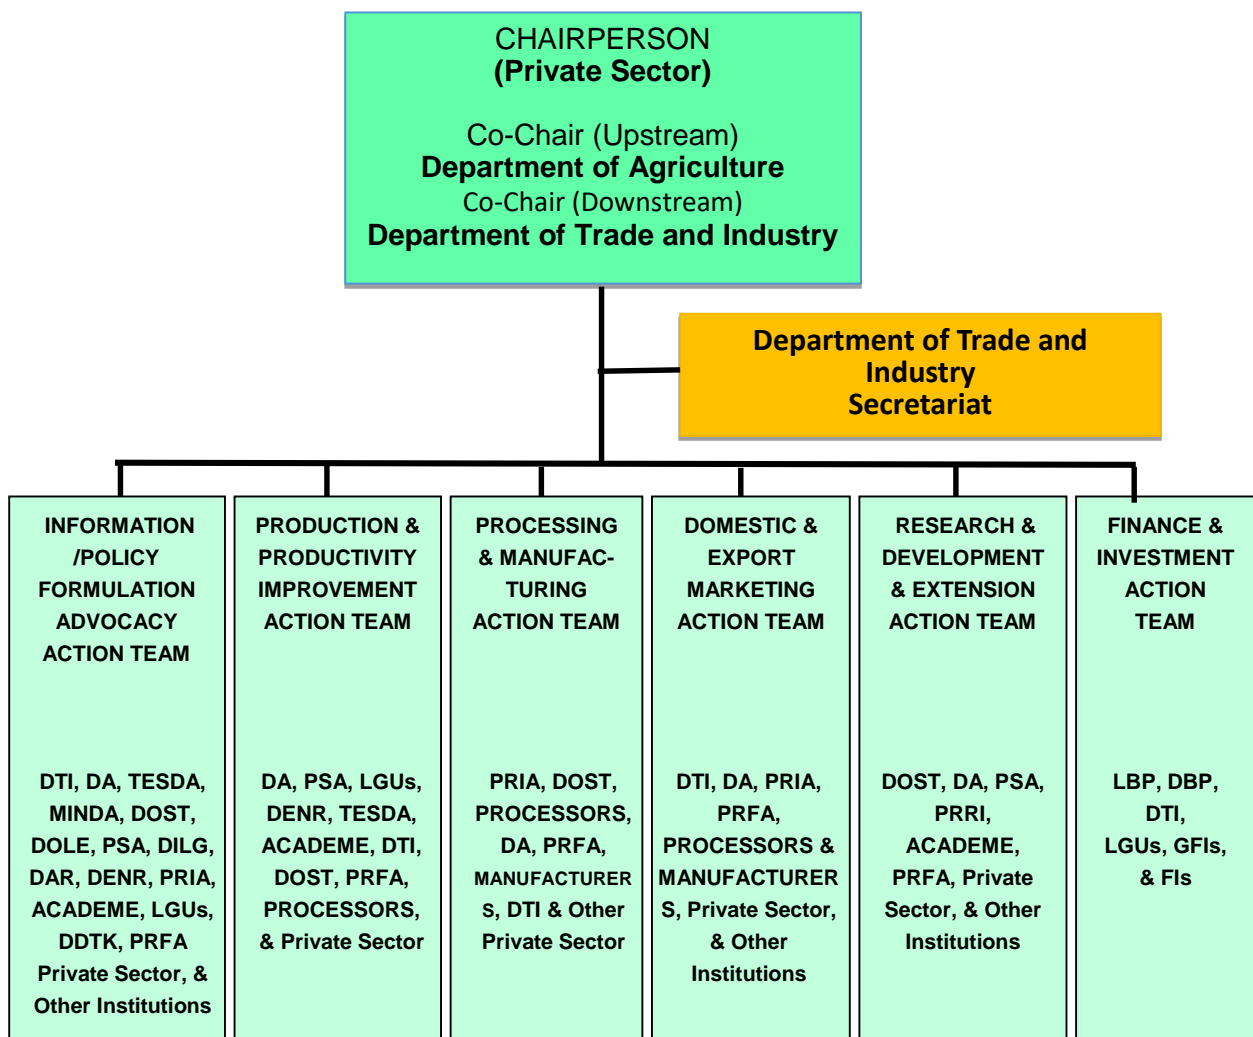 CHAIRPERSON
(Private Sector)
Co-Chair (Upstream)
Department of Agriculture
Co-Chair (Downstream)
Department of Trade and Industry
Department of Trade and
Industry
Secretariat
INFORMATION
/POLICY
FORMULATION
ADVOCACY
ACTION TEAM
DTI, DA, TESDA,
MINDA, DOST,
DOLE, PSA, DILG,
DAR, DENR, PRIA,
ACADEME, LGUs,
DDTK, PRFA
Private Sector, &
Other Institutions
PRODUCTION &
PRODUCTIVITY
IMPROVEMENT
ACTION TEAM
DA, PSA, LGUs,
DENR, TESDA,
ACADEME, DTI,
DOST, PRFA,
PROCESSORS,
& Private Sector
PROCESSING
& MANUFAC-
TURING
ACTION TEAM
PRIA, DOST,
PROCESSORS,
DA, PRFA,
MANUFACTURER
S, DTI & Other
Private Sector
DOMESTIC &
EXPORT
MARKETING
ACTION TEAM
DTI, DA, PRIA,
PRFA,
PROCESSORS &
MANUFACTURER
S, Private Sector,
& Other
Institutions
RESEARCH &
DEVELOPMENT
& EXTENSION
ACTION TEAM
DOST, DA, PSA,
PRRI,
ACADEME,
PRFA, Private
Sector, & Other
Institutions
FINANCE &
INVESTMENT
ACTION
TEAM
LBP, DBP,
DTI,
LGUs, GFIs,
& FIs